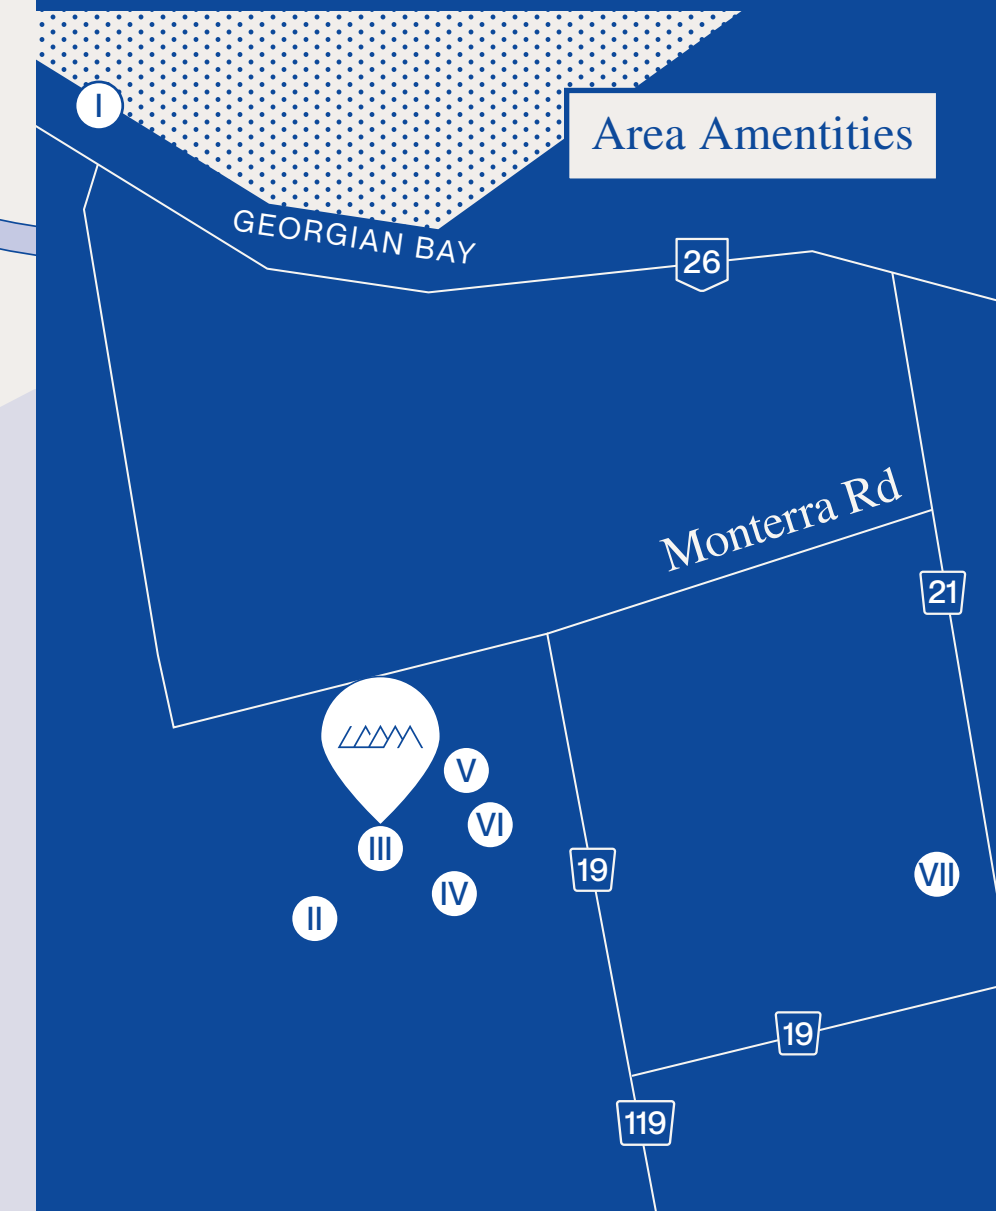 I
Area Amentities
GEORGIAN BAY
26
Monterra Rd
21
V
VI
III
19
VII
IV
II
19
119